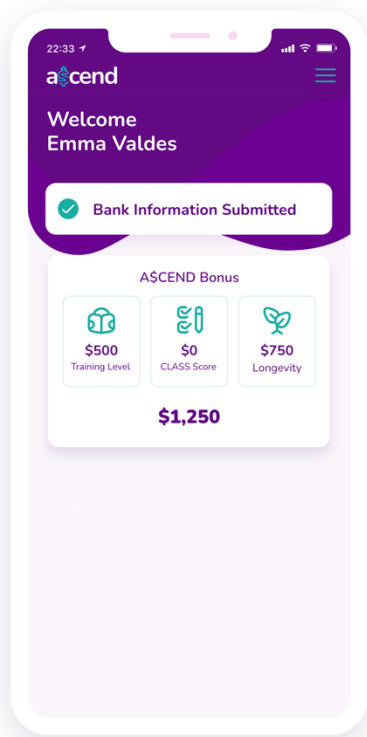 22:33
a$cend
Welcome
Emma Valdes
Bank Information Submitted
A$CEND Bonus
$500
Training Level
$0
CLASS Score
$750
Longevity
$1,250